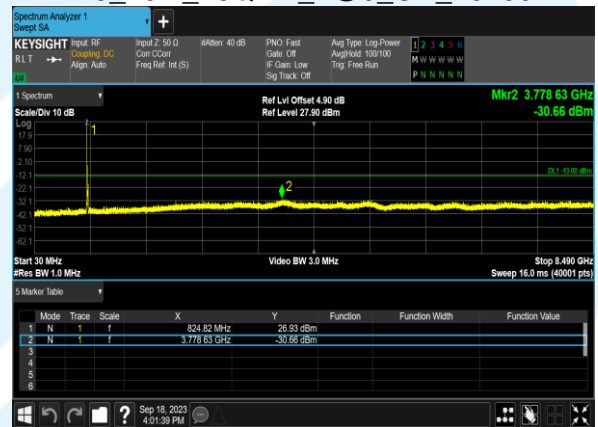 Spectrum Analyzer 1
Swept SA
+
KEYSIGHT Input: RF Input Z: 50 Ω #Atten: 40 dB PNO: Fast Avg Type: Log-Power 1 2 3 4 5 6
RLT Coupling: DC Corr CCorr Gate: Off Avg|Hold: 100/100 M W W W W W
Align: Auto Freq Ref: Int (S) IF Gain: Low Trig: Free Run
Sig Track: Off P N N N N N
1 Spectrum Ref Lvl Offset 4.90 dB Mkr2 3.778 63 GHz
Scale/Div 10 dB Ref Level 27.90 dBm -30.66 dBm
Log
1
17.9
7.90
-2.10
-12.1 DL1 -13.00 dBm
-22.1 2
-32.1
-42.1
-52.1
-62.1
Start 30 MHz Video BW 3.0 MHz Stop 8.490 GHz
#Res BW 1.0 MHz Sweep 16.0 ms (40001 pts)
5 Marker Table
Mode Trace Scale X Y Function Function Width Function Value
1 N 1 f 824.82 MHz 26.93 dBm
2 N 1 f 3.778 63 GHz -30.66 dBm
3
4
5
6
? Sep 18, 2023
4:01:39 PM